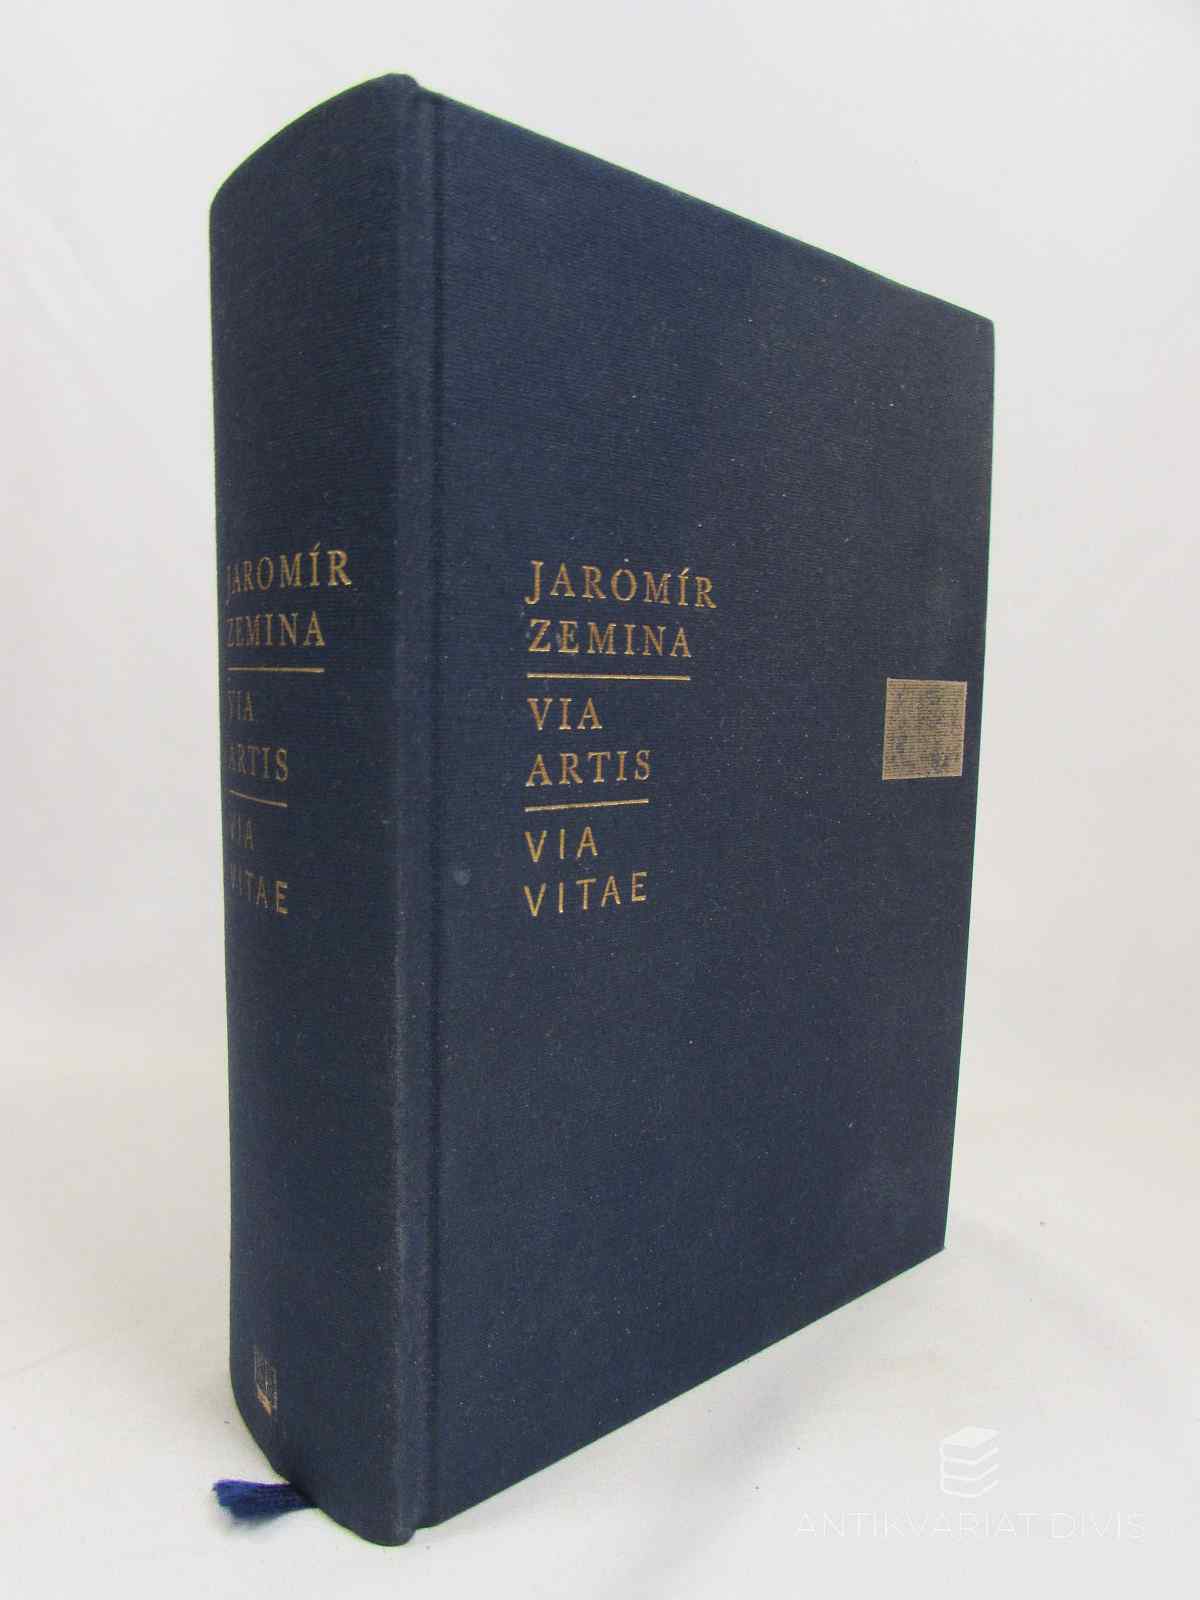 JAROMÍR
ZEMINA
VIA
ARTIS
VIA
VITAE
JAROMÍR
ZEMINA
VIA
ARTIS
VIA
VITAE
ANTIKVARIAT DIVIS